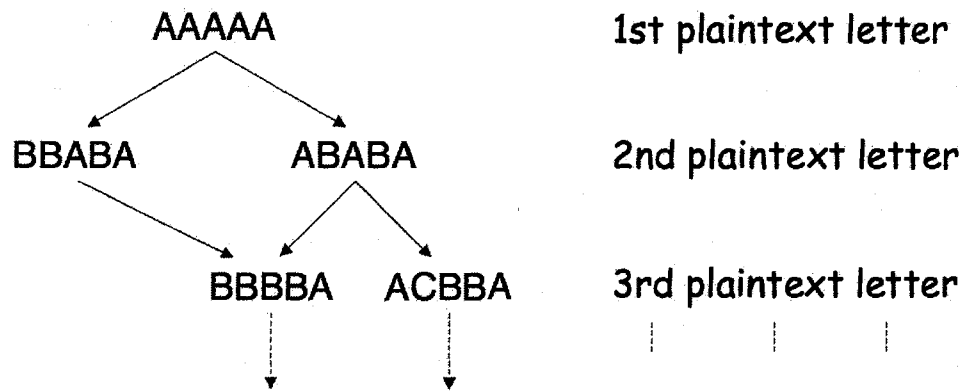 AAAAA 1st plaintext letter
BBABA ABABA 2nd plaintext letter
BBBBA ACBBA 3rd plaintext letter